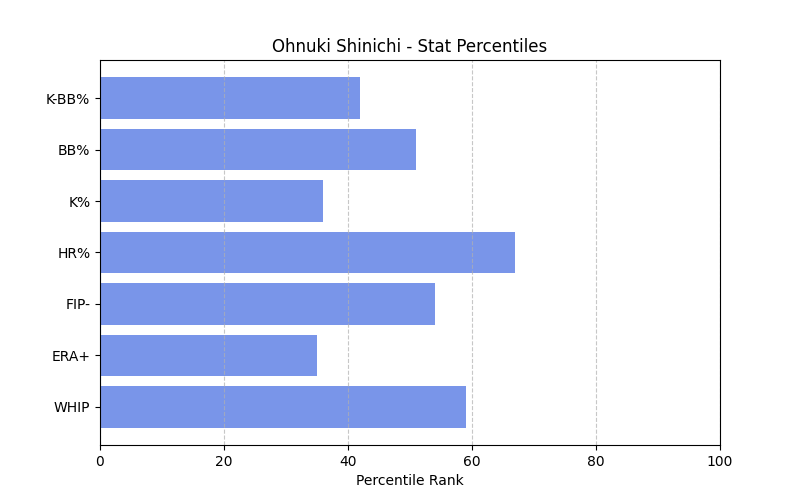 Ohnuki Shinichi - Stat Percentiles
K-BB%
BB%
K%
HR%
FIP-
ERA+
WHIP
0 20 40 60 80 100
Percentile Rank